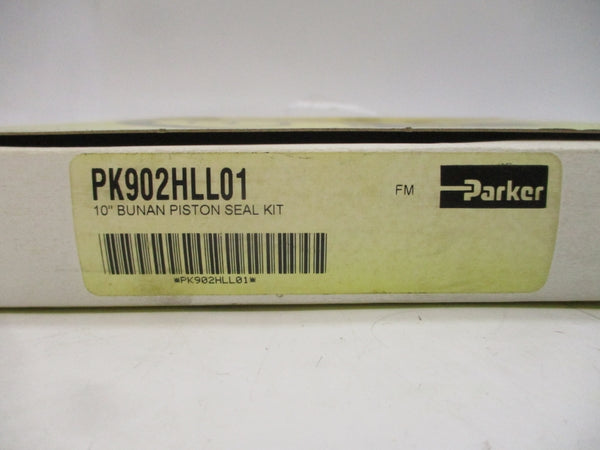 PK902HLL01
10" BUNAN PISTON SEAL KIT
FM
Parker
*PK902HLL01*